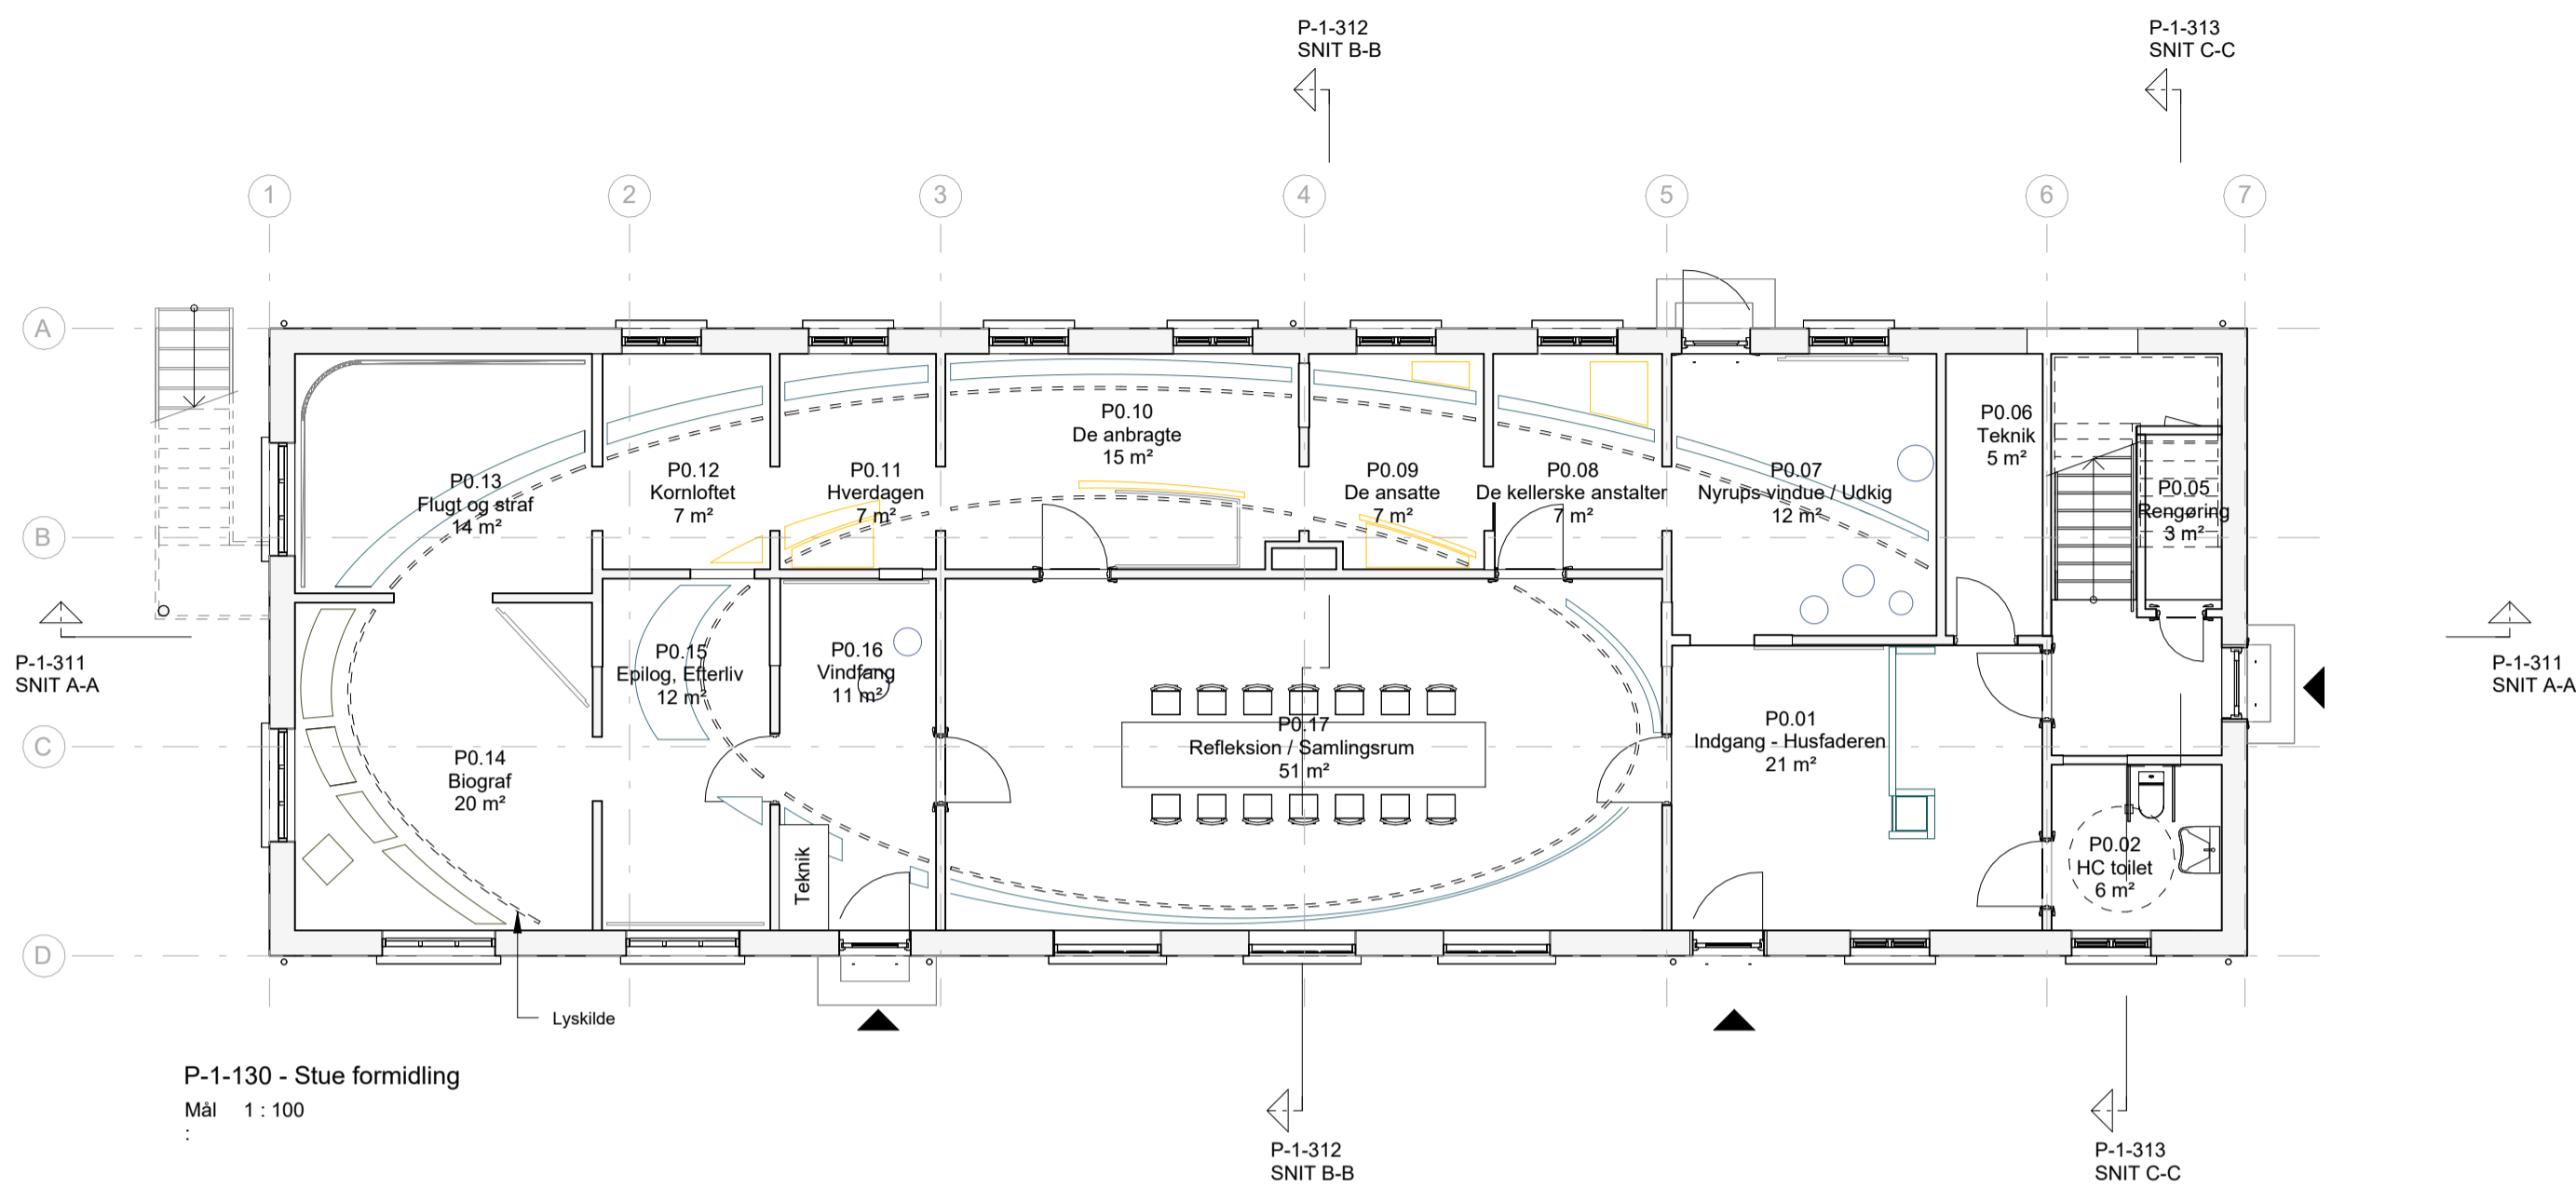 P-1-312
SNIT B-B
P-1-313
SNIT C-C
1
2
3
4
5
6
7
A
B
C
D
P0.13
Flugt og straf
14 m²
P0.12
Kornloftet
7 m²
P0.11
Hverdagen
7 m²
P0.10
De anbragte
15 m²
P0.09
De ansatte
7 m²
P0.08
De kellerske anstalter
7 m²
P0.07
Nyrups vindue / Udkig
12 m²
P0.06
Teknik
5 m²
P0.05
Rengøring
3 m²
P-1-311
SNIT A-A
P-1-311
SNIT A-A
P0.14
Biograf
20 m²
P0.15
Epilog, Efterliv
12 m²
P0.16
Vindfang
11 m²
Teknik
P0.17
Refleksion / Samlingsrum
51 m²
P0.01
Indgang - Husfaderen
21 m²
P0.02
HC toilet
6 m²
Lyskilde
P-1-130 - Stue formidling
Mål 1 : 100
:
P-1-312
SNIT B-B
P-1-313
SNIT C-C